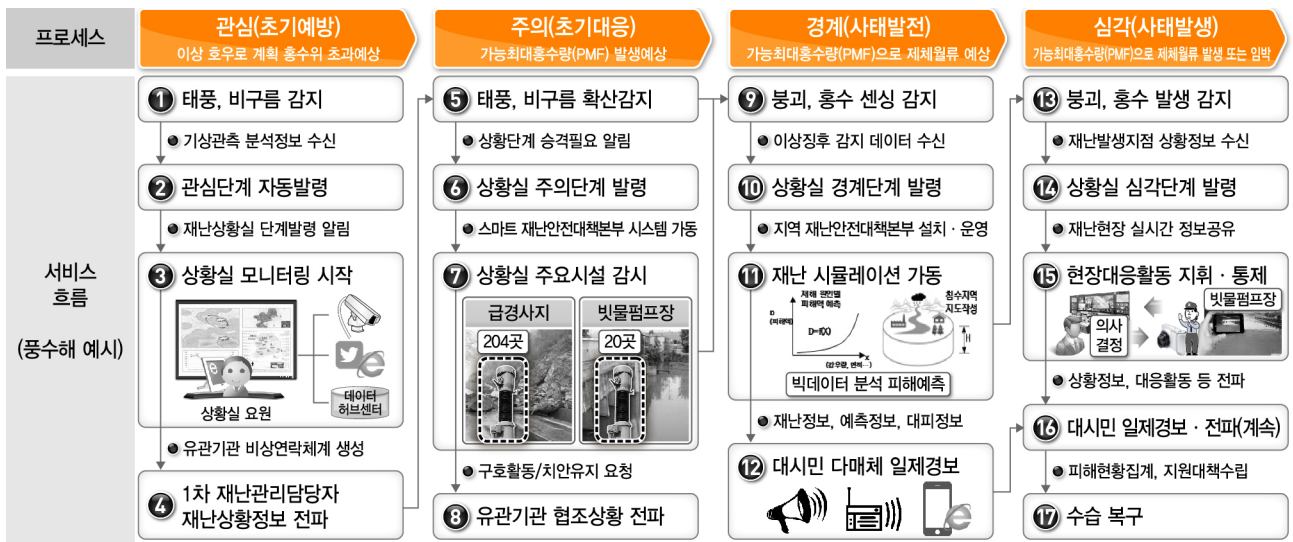 프로세스
관심(초기예방)
이상 호우로 계획 홍수위 초과예상
주의(초기대응)
가능최대홍수량(PMF) 발생예상
경계(사태발전)
가능최대홍수량(PMF)으로 제체월류 예상
심각(사태발생)
가능최대홍수량(PMF)으로 제체월류 발생 또는 임박
서비스
흐름
(풍수해 예시)
1 태풍, 비구름 감지
기상관측 분석정보 수신
2 관심단계 자동발령
재난상황실 단계발령 알림
3 상황실 모니터링 시작
상황실 요원
데이터
허브센터
유관기관 비상연락체계 생성
4 1차 재난관리담당자
재난상황정보 전파
5 태풍, 비구름 확산감지
상황단계 승격필요 알림
6 상황실 주의단계 발령
스마트 재난안전대책본부 시스템 가동
7 상황실 주요시설 감시
급경사지
204곳
빗물펌프장
20곳
구호활동/치안유지 요청
8 유관기관 협조상황 전파
9 붕괴, 홍수 센싱 감지
이상징후 감지 데이터 수신
10 상황실 경계단계 발령
지역 재난안전대책본부 설치 · 운영
11 재난 시뮬레이션 가동
재해 원인별
피해액 예측
D
(피해액)
D=f(X)
X
(강우량, 면적…)
침수지역
지도작성
H
빅데이터 분석 피해예측
재난정보, 예측정보, 대피정보
12 대시민 다매체 일제경보
13 붕괴, 홍수 발생 감지
재난발생지점 상황정보 수신
14 상황실 심각단계 발령
재난현장 실시간 정보공유
15 현장대응활동 지휘 · 통제
의사
결정
빗물펌프장
상황정보, 대응활동 등 전파
16 대시민 일제경보 · 전파(계속)
피해현황집계, 지원대책수립
17 수습 복구